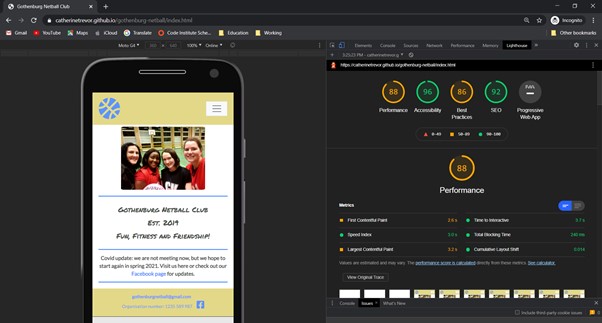 Gothenburg Netball Club
catherinetrevor.github.io/gothenburg-netball/index.html
Incognito
Gmail YouTube Maps iCloud Translate Code Institute Sche... Education Working Other bookmarks
Moto G4 100% Online
Elements Console Sources Network Performance Memory Lighthouse
https://catherinetrevor.github.io/gothenburg-netball/index.html
88 96 86 92
Performance Accessibility Best Practices SEO Progressive Web App
0-49 50-89 90-100
88
Performance
Metrics
First Contentful Paint 2.6 s Time to Interactive 3.7 s
Speed Index 3.0 s Total Blocking Time 240 ms
Largest Contentful Paint 3.2 s Cumulative Layout Shift 0.014
Values are estimated and may vary. The performance score is calculated directly from these metrics. See calculator.
View Original Trace
Console Issues What's New
Include third-party cookie issues
Gothenburg Netball Club
Est. 2019
Fun, Fitness and Friendship!
Covid update: we are not meeting now, but we hope to
start again in spring 2021. Visit us here or check out our
Facebook page for updates.
gothenburgnetball@gmail.com